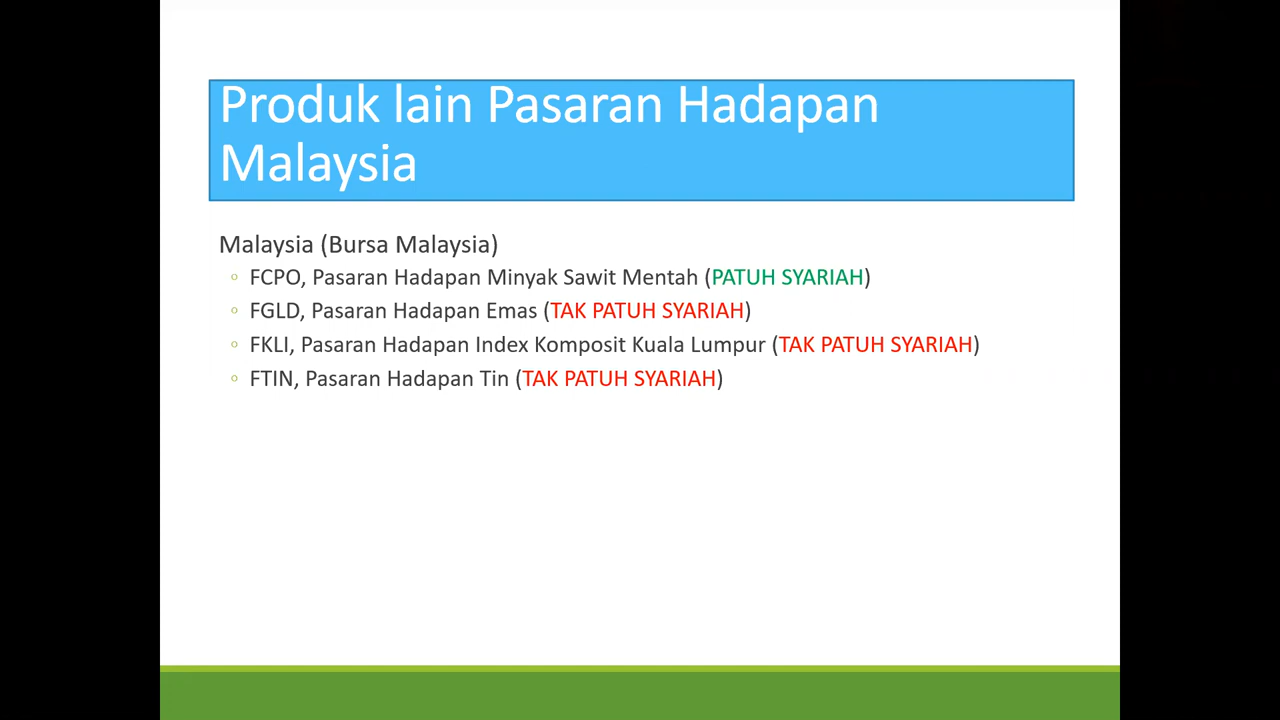 Produk lain Pasaran Hadapan
Malaysia
Malaysia (Bursa Malaysia)
FCPO, Pasaran Hadapan Minyak Sawit Mentah (PATUH SYARIAH)
FGLD, Pasaran Hadapan Emas (TAK PATUH SYARIAH)
FKLI, Pasaran Hadapan Index Komposit Kuala Lumpur (TAK PATUH SYARIAH)
FTIN, Pasaran Hadapan Tin (TAK PATUH SYARIAH)